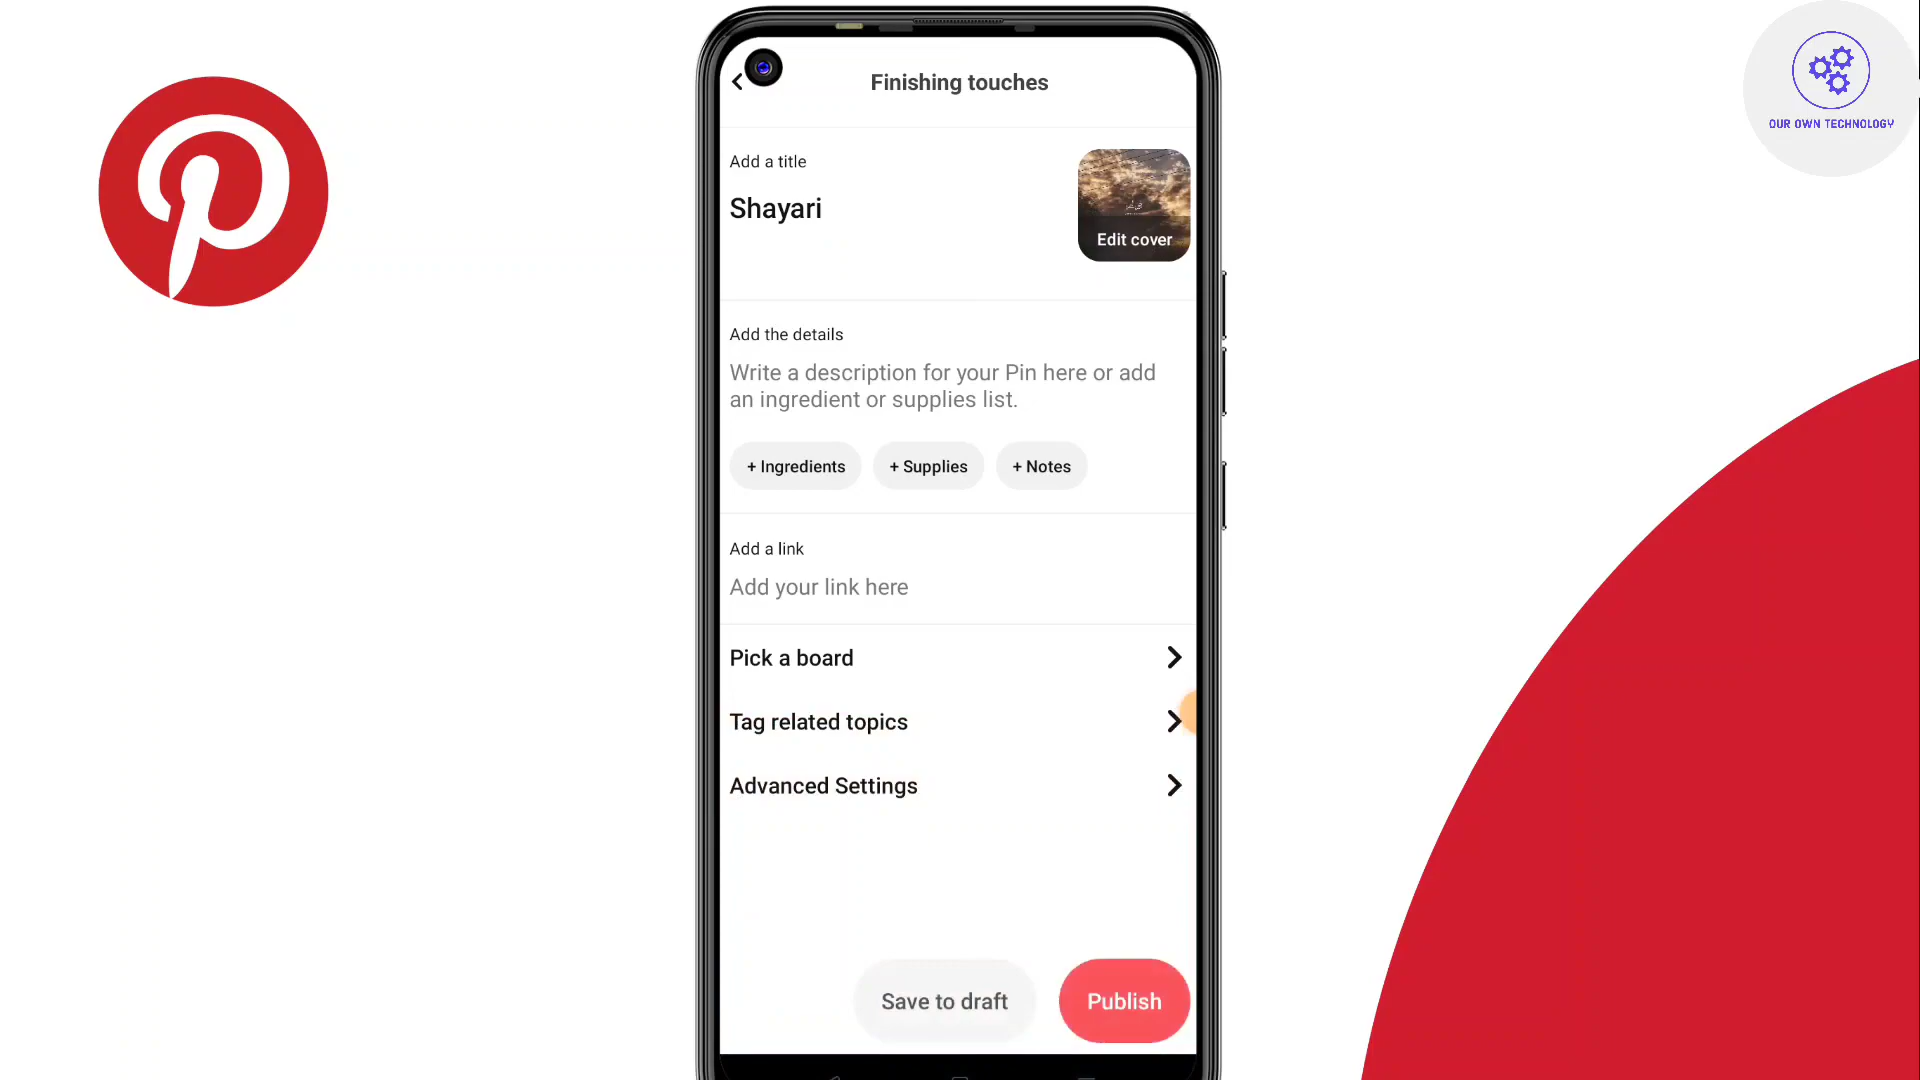 Finishing touches
OUR OWN TECHNOLOGY
Add a title
Shayari
Edit cover
Add the details
Write a description for your Pin here or add
an ingredient or supplies list.
+ Ingredients
+ Supplies
+ Notes
Add a link
Add your link here
Pick a board
Tag related topics
Advanced Settings
Save to draft
Publish